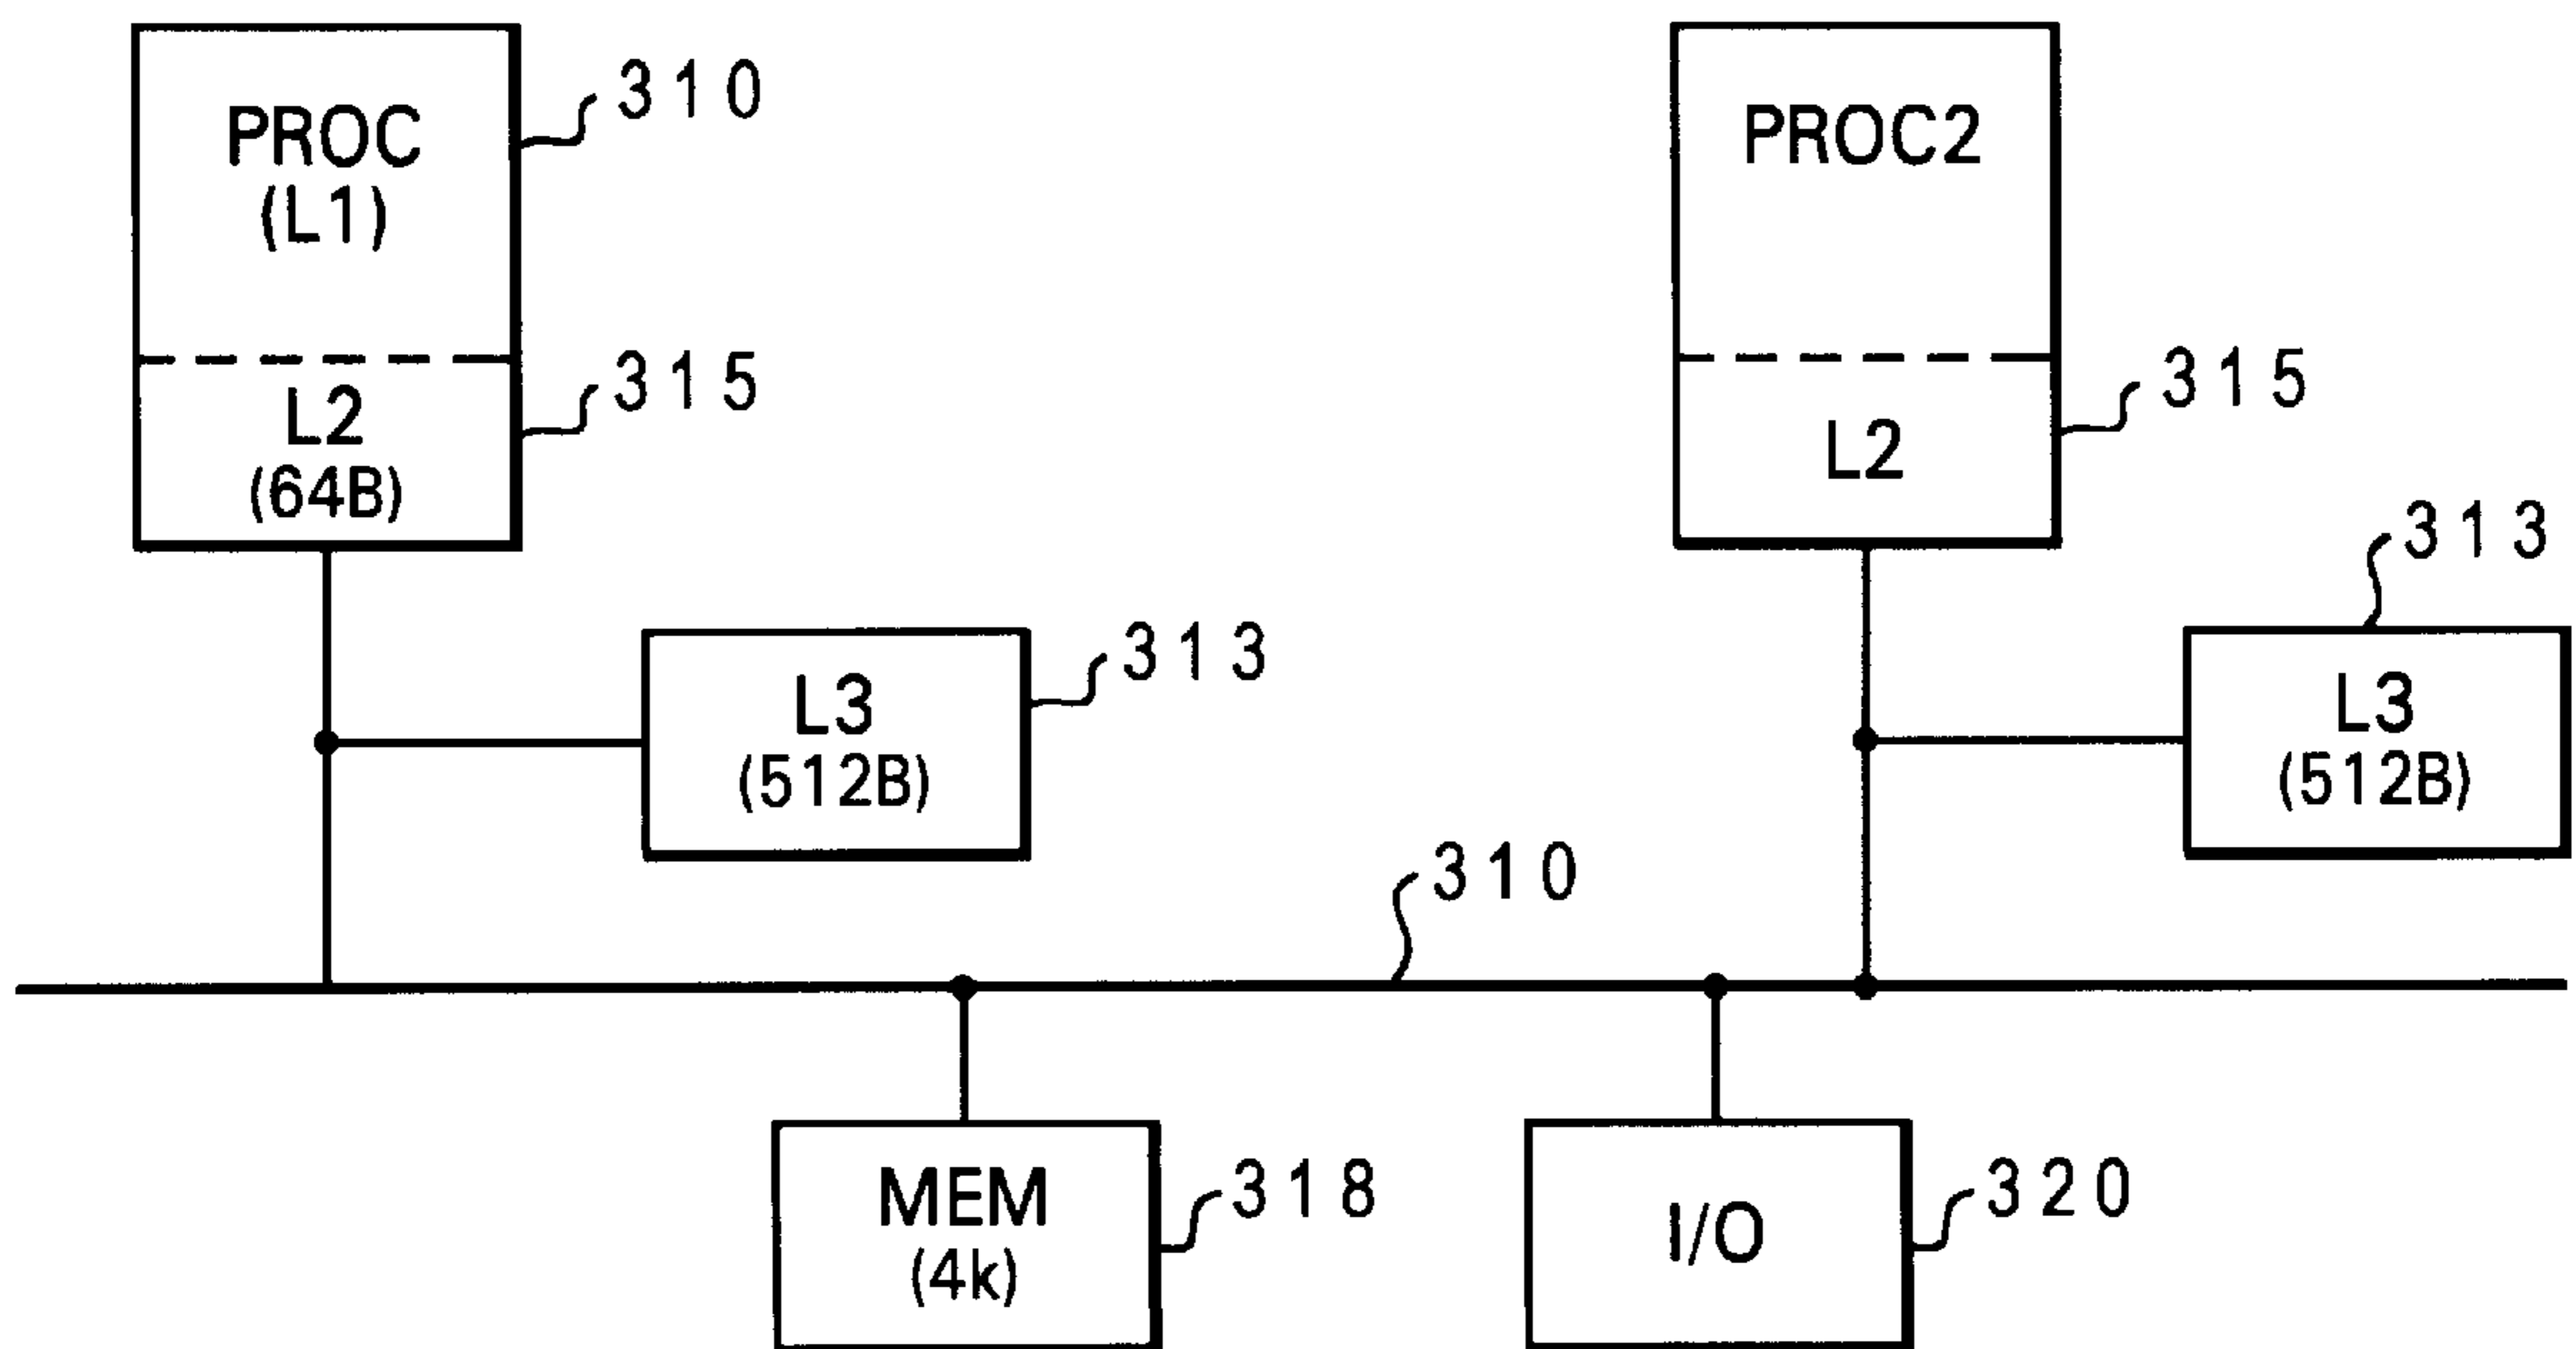 PROC
(L1)
310
L2
(64B)
315
PROC2
L2
315
L3
(512B)
313
L3
(512B)
313
310
MEM
(4k)
318
I/O
320